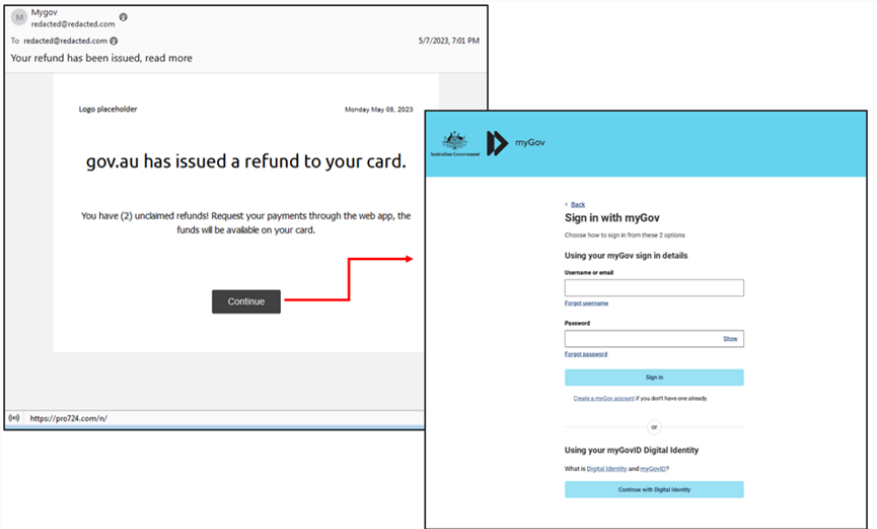 M
Mygov
redacted@redacted.com
To redacted@redacted.com
5/7/2023, 7:01 PM
Your refund has been issued, read more
Logo placeholder
Monday May 08, 2023
gov.au has issued a refund to your card.
You have (2) unclaimed refunds! Request your payments through the web app, the
funds will be available on your card.
Continue
https://pro724.com/n/
Australian Government
myGov
< Back
Sign in with myGov
Choose how to sign in from these 2 options
Using your myGov sign in details
Username or email
Forgot username
Password
Show
Forgot password
Sign in
Create a myGov account if you don't have one already.
or
Using your myGovID Digital Identity
What is Digital Identity and myGovID?
Continue with Digital Identity